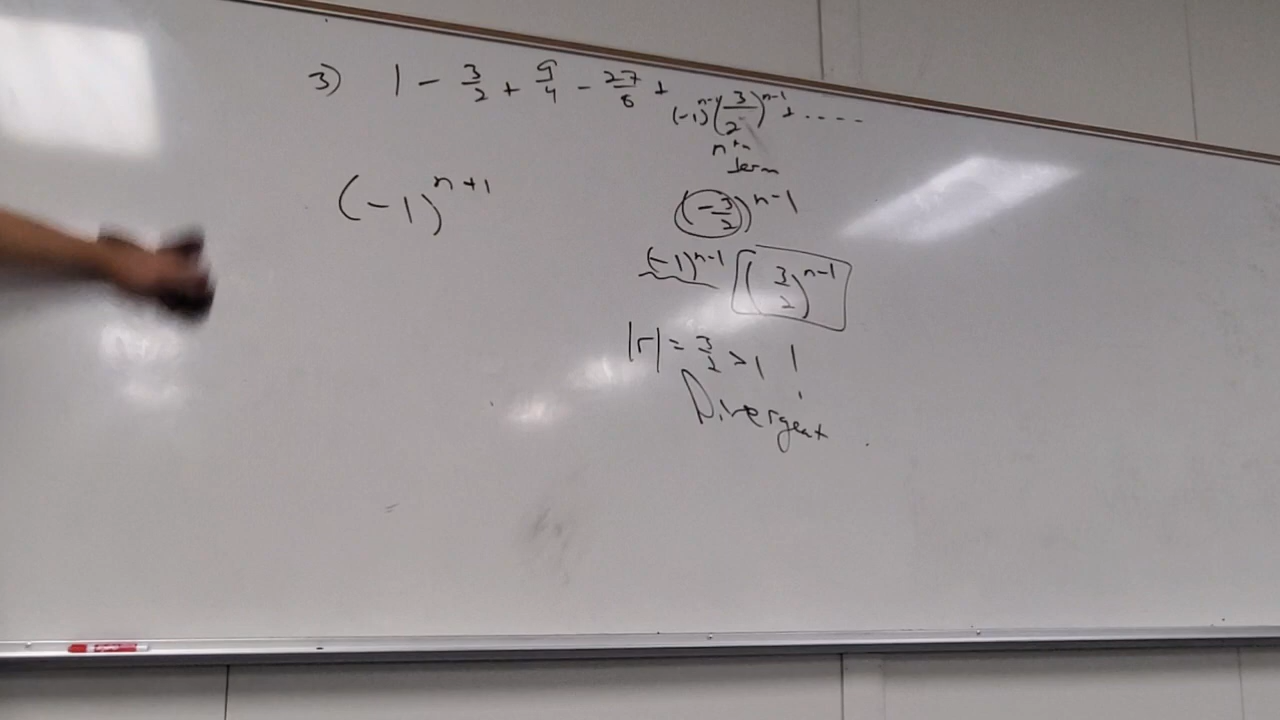 3) 1 - 3/2 + 9/4 - 27/8 + (-1)^{n-1} (3/2)^{n-1} + ....
nth
term
(-1)^{n+1}
(-3/2)^{n-1}
(-1)^{n-1} (3/2)^{n-1}
|r| = 3/2 > 1 !
Divergent